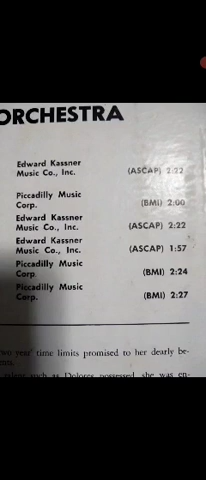 ORCHESTRA
Edward Kassner
Music Co., Inc. (ASCAP) 2:22
Piccadilly Music
Corp. (BMI) 2:00
Edward Kassner
Music Co., Inc. (ASCAP) 2:22
Edward Kassner
Music Co., Inc. (ASCAP) 1:57
Piccadilly Music
Corp. (BMI) 2:24
Piccadilly Music
Corp. (BMI) 2:27
year' time limits promised to her dearly be-
such as Dolores possessed, she was en-